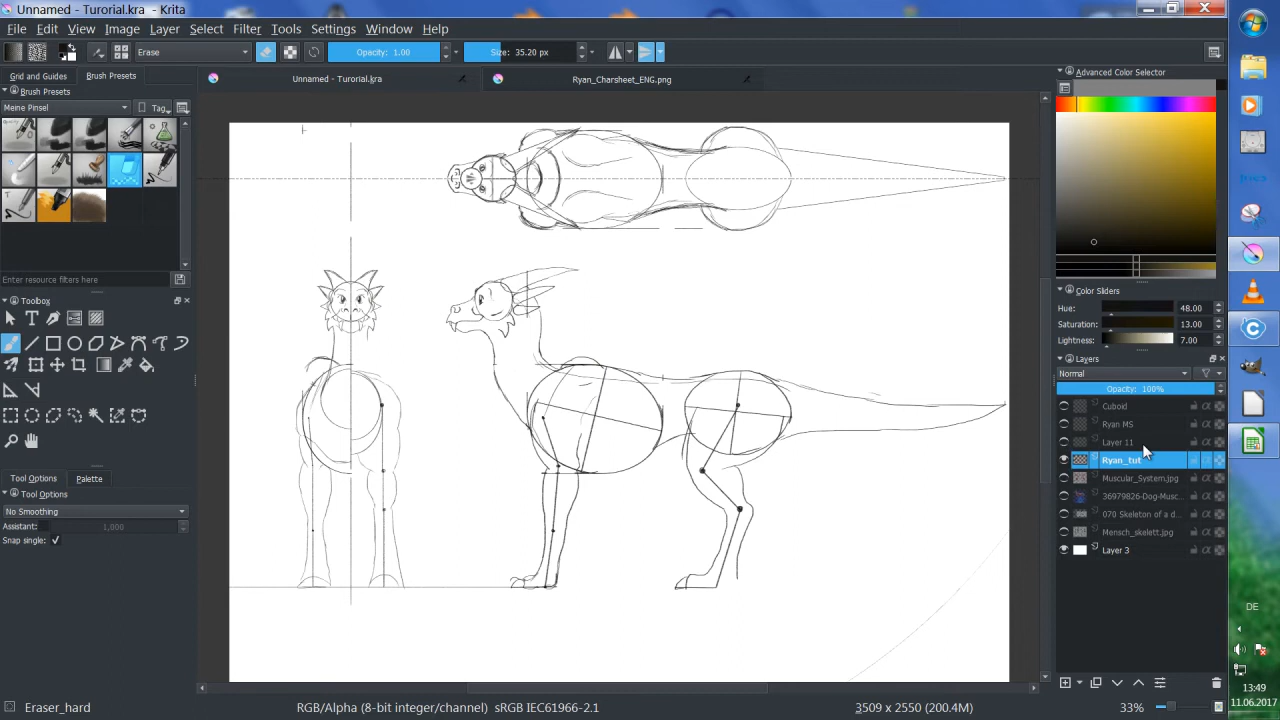 Unnamed - Turorial.kra - Krita
File Edit View Image Layer Select Filter Tools Settings Window Help
Erase
Opacity: 1.00
Size: 35.20 px
Grid and Guides
Brush Presets
Unnamed - Turorial.kra
Ryan_Charsheet_ENG.png
Advanced Color Selector
Brush Presets
Meine Pinsel
Tag
Enter resource filters here
Toolbox
Color Sliders
Hue: 48.00
Saturation: 13.00
Lightness: 7.00
Layers
Normal
Opacity: 100%
Cuboid
Ryan MS
Layer 11
Ryan_tut
Muscular_System.jpg
36979826-Dog-Musc...
070 Skeleton of a d...
Mensch_skelett.jpg
Layer 3
Tool Options
Palette
Tool Options
No Smoothing
Assistant: 1,000
Snap single:
DE
13:49
11.06.2017
Eraser_hard
RGB/Alpha (8-bit integer/channel) sRGB IEC61966-2.1
3509 x 2550 (200.4M)
33%